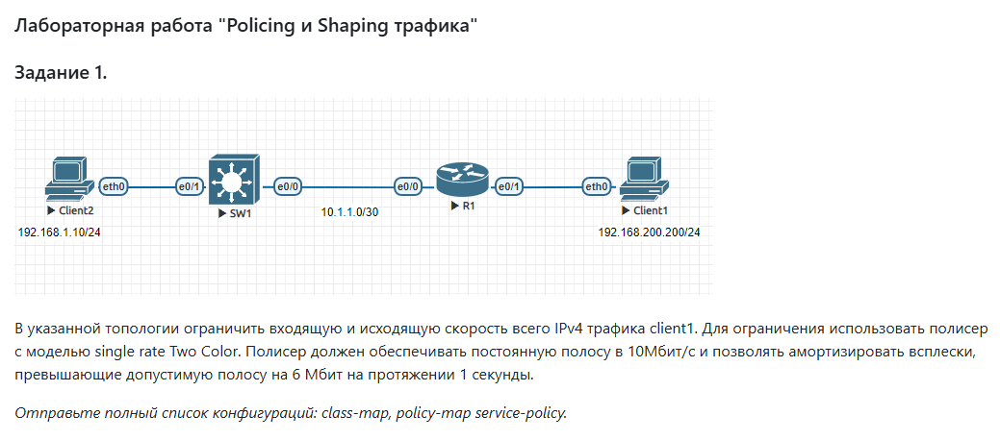 Лабораторная работа "Policing и Shaping трафика"
Задание 1.
eth0 e0/1 e0/0 e0/0 e0/1 eth0
Client2 SW1 10.1.1.0/30 R1 Client1
192.168.1.10/24 192.168.200.200/24
В указанной топологии ограничить входящую и исходящую скорость всего IPv4 трафика client1. Для ограничения использовать полисер
с моделью single rate Two Color. Полисер должен обеспечивать постоянную полосу в 10Мбит/с и позволять амортизировать всплески,
превышающие допустимую полосу на 6 Мбит на протяжении 1 секунды.
Отправьте полный список конфигураций: class-map, policy-map service-policy.